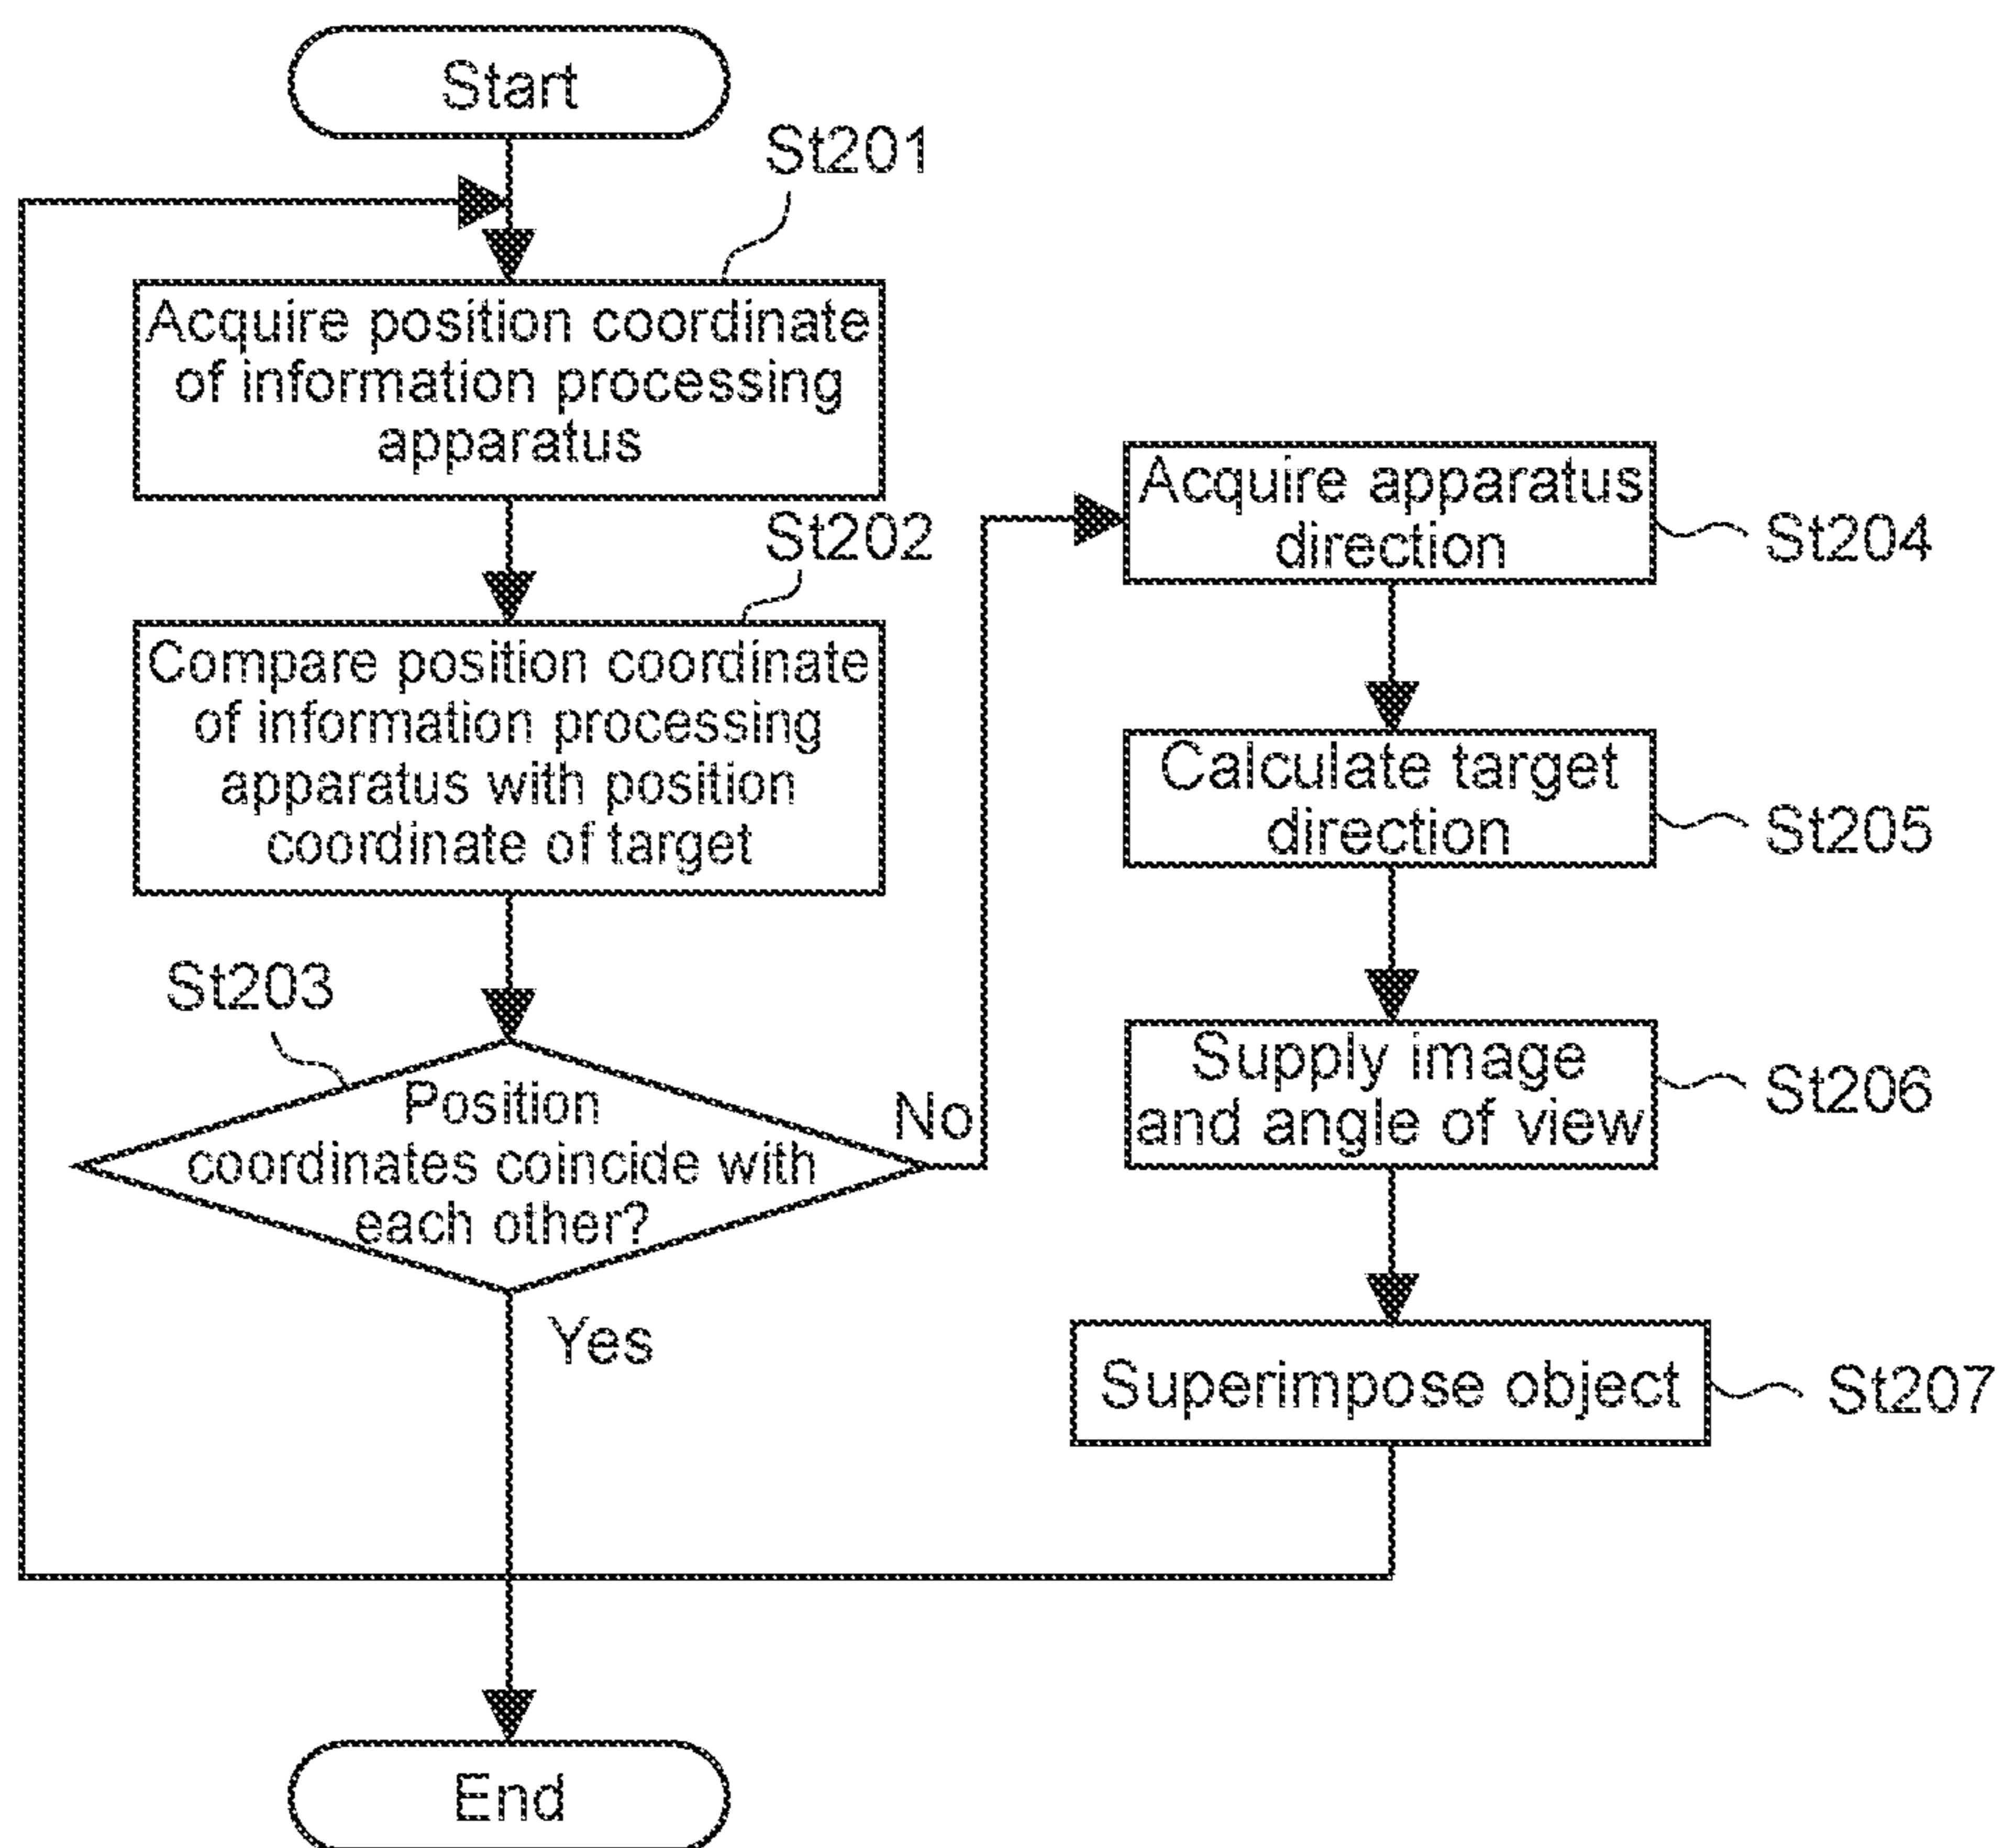 Start
St201
Acquire position coordinate
of information processing
apparatus
St202
Compare position coordinate
of information processing
apparatus with position
coordinate of target
St203
Position
coordinates coincide with
each other?
No
Yes
Acquire apparatus
direction
St204
Calculate target
direction
St205
Supply image
and angle of view
St206
Superimpose object
St207
End